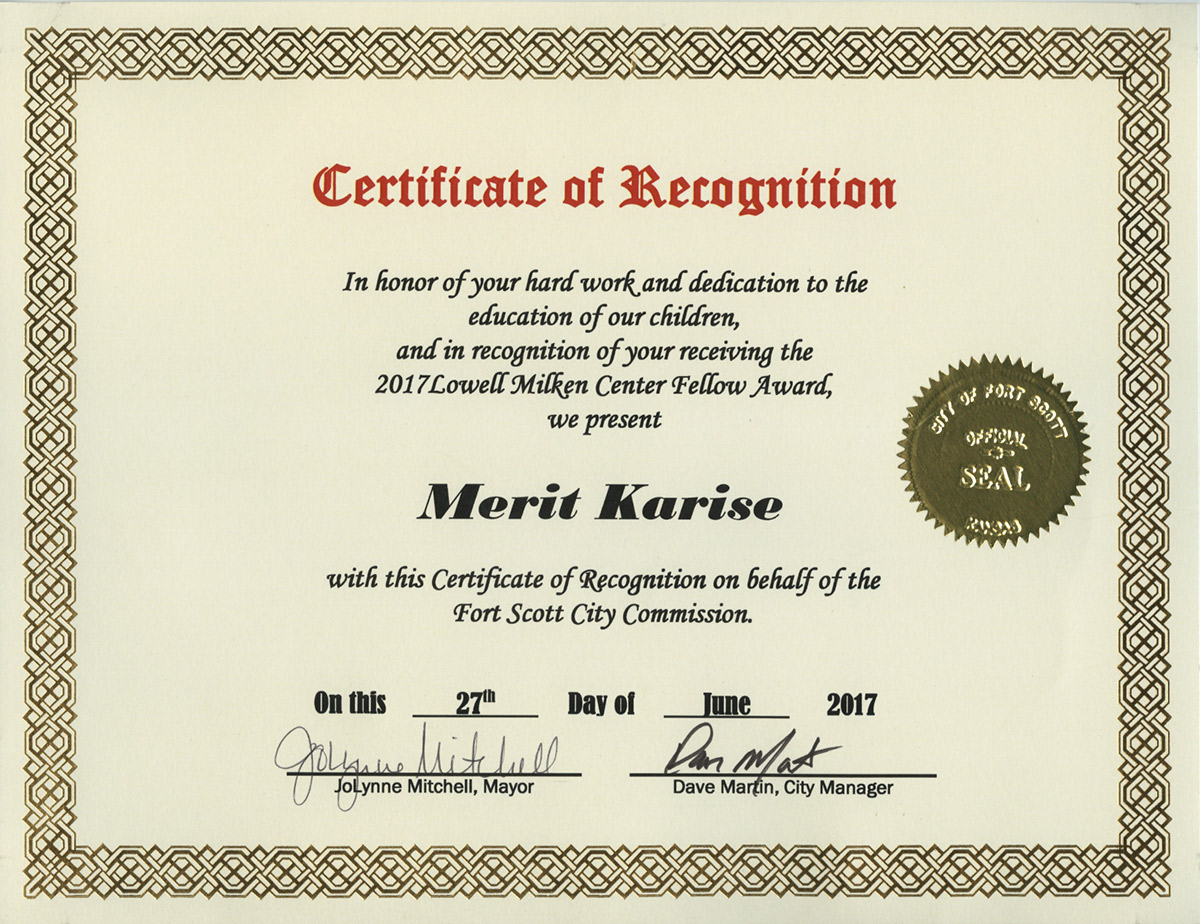 Certificate of Recognition
In honor of your hard work and dedication to the
education of our children,
and in recognition of your receiving the
2017Lowell Milken Center Fellow Award,
we present
CITY OF FORT SCOTT
OFFICIAL
SEAL
KANSAS
Merit Karise
with this Certificate of Recognition on behalf of the
Fort Scott City Commission.
On this 27th Day of June 2017
JoLynne Mitchell Dave Mart
JoLynne Mitchell, Mayor Dave Martin, City Manager